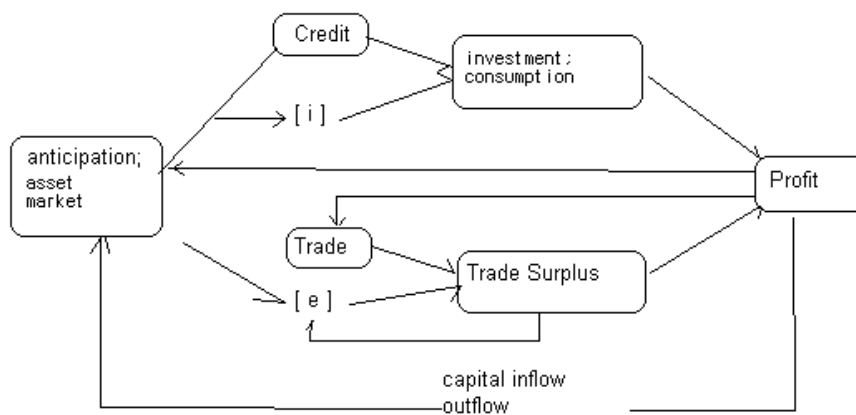 Credit
investment;
consumption
[ i ]
anticipation;
asset
market
Profit
Trade
Trade Surplus
[ e ]
capital inflow
outflow